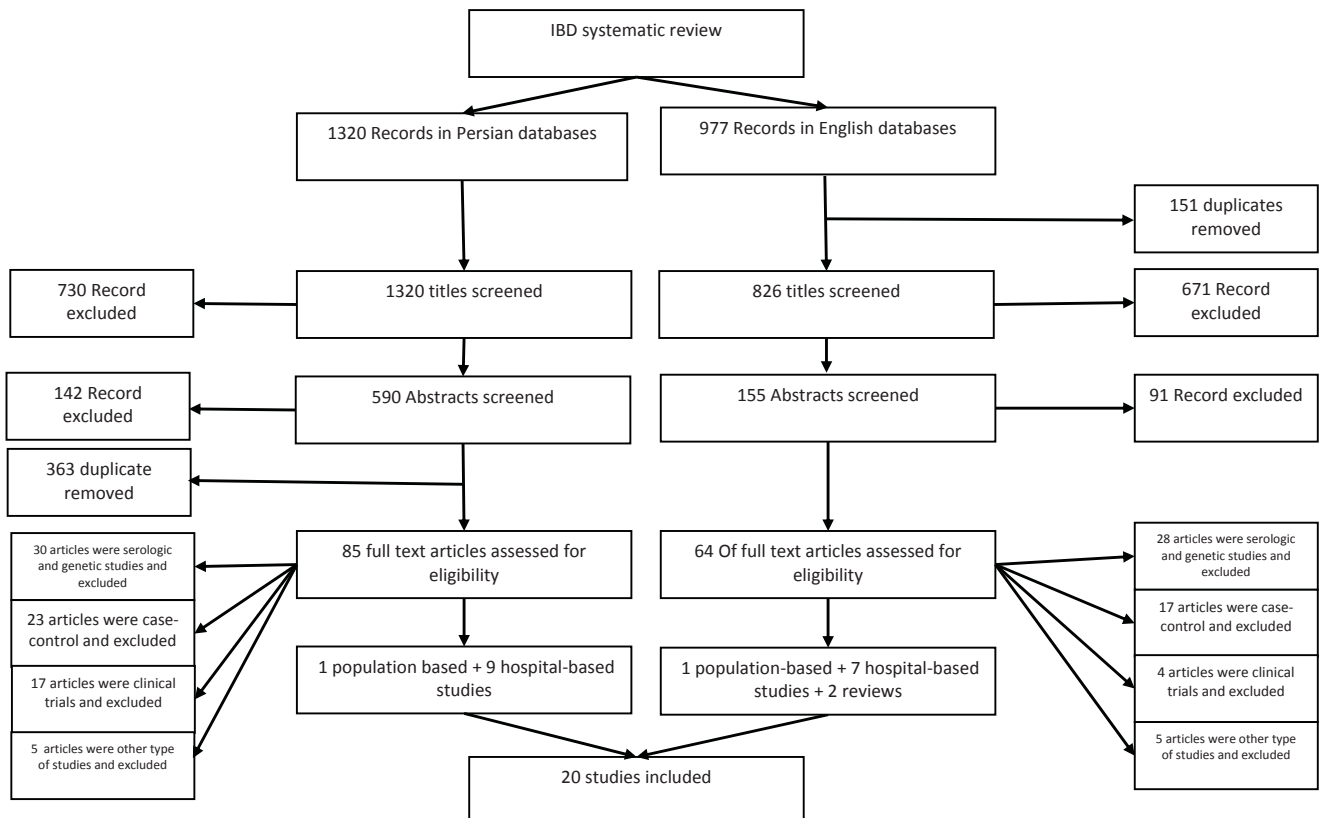 IBD systematic review
1320 Records in Persian databases
977 Records in English databases
151 duplicates
removed
730 Record
excluded
1320 titles screened
826 titles screened
671 Record
excluded
142 Record
excluded
590 Abstracts screened
155 Abstracts screened
91 Record excluded
363 duplicate
removed
30 articles were serologic
and genetic studies and
excluded
85 full text articles assessed for
eligibility
64 Of full text articles assessed for
eligibility
28 articles were serologic
and genetic studies and
excluded
23 articles were case-
control and excluded
17 articles were case-
control and excluded
17 articles were clinical
trials and excluded
1 population based + 9 hospital-based
studies
1 population-based + 7 hospital-based
studies + 2 reviews
4 articles were clinical
trials and excluded
5 articles were other type
of studies and excluded
5 articles were other type
of studies and excluded
20 studies included